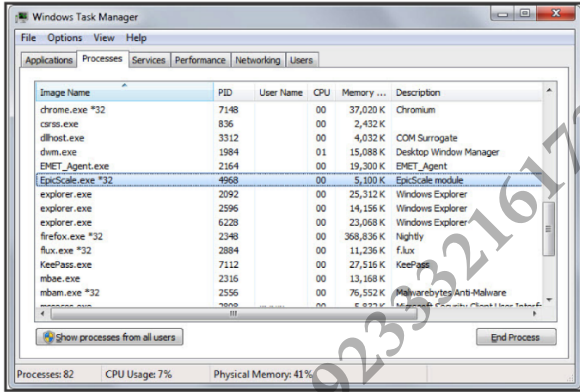 Windows Task Manager
File Options View Help
Applications Processes Services Performance Networking Users
Image Name PID User Name CPU Memory ... Description
chrome.exe *32 7148 00 37,020 K Chromium
csrss.exe 836 00 2,432 K
dllhost.exe 3312 00 4,032 K COM Surrogate
dwm.exe 1984 01 15,088 K Desktop Window Manager
EMET_Agent.exe 2164 00 19,300 K EMET_Agent
EpicScale.exe *32 4968 00 5,100 K EpicScale module
explorer.exe 2092 00 25,312 K Windows Explorer
explorer.exe 2596 00 14,156 K Windows Explorer
explorer.exe 6228 00 23,068 K Windows Explorer
firefox.exe *32 2348 00 368,836 K Nightly
flux.exe *32 2884 00 11,236 K f.lux
KeePass.exe 7112 00 27,516 K KeePass
mbae.exe 2316 00 13,168 K
mbam.exe *32 2556 00 76,552 K Malwarebytes Anti-Malware
Show processes from all users End Process
Processes: 82 CPU Usage: 7% Physical Memory: 41%